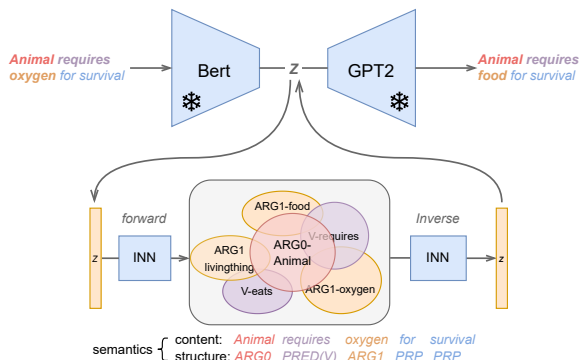 Animal requires
oxygen for survival
Bert
z
GPT2
Animal requires
food for survival
forward
Inverse
z
INN
ARG1-food
V-requires
ARG0-
Animal
ARG1
livingthing
V-eats
ARG1-oxygen
INN
z
semantics
content: Animal requires oxygen for survival
structure: ARG0 PRED(V) ARG1 PRP PRP